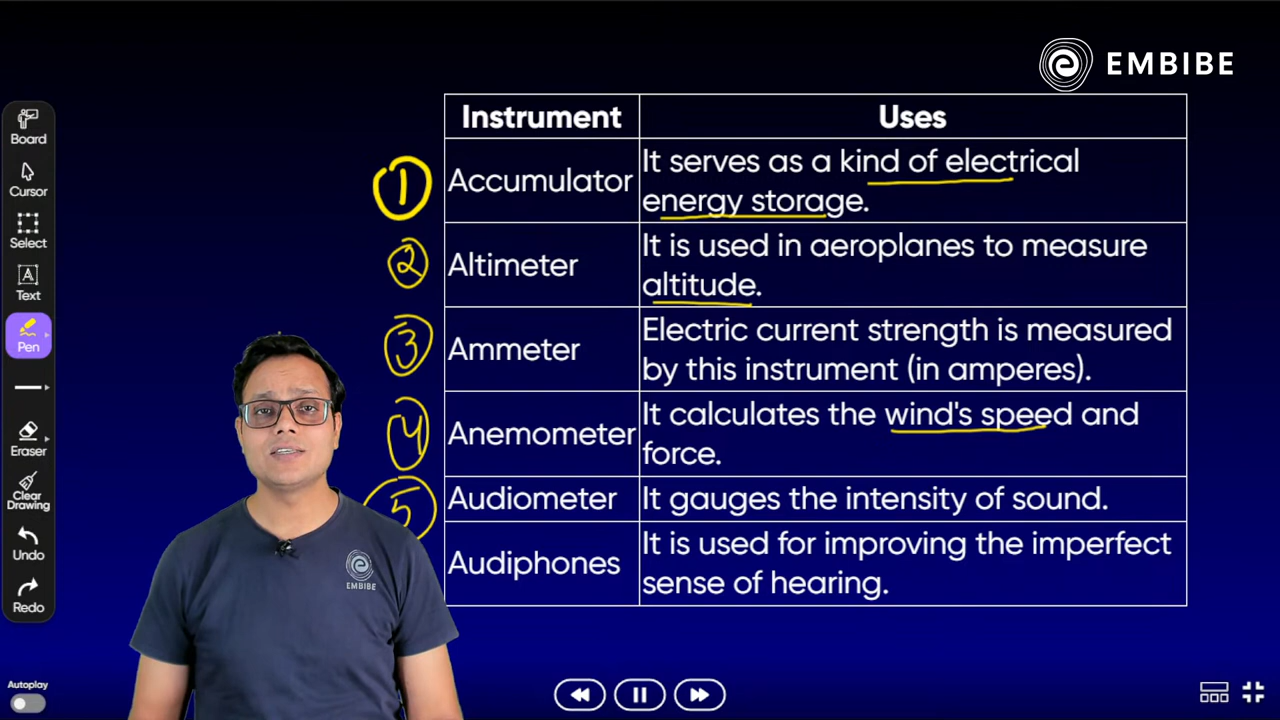 EMBIBE
Board
Cursor
Select
Text
Pen
Eraser
Clear
Drawing
Undo
Redo
Autoplay
Instrument Uses
1 Accumulator It serves as a kind of electrical
energy storage.
2 Altimeter It is used in aeroplanes to measure
altitude.
3 Ammeter Electric current strength is measured
by this instrument (in amperes).
4 Anemometer It calculates the wind's speed and
force.
5 Audiometer It gauges the intensity of sound.
Audiphones It is used for improving the imperfect
sense of hearing.
EMBIBE